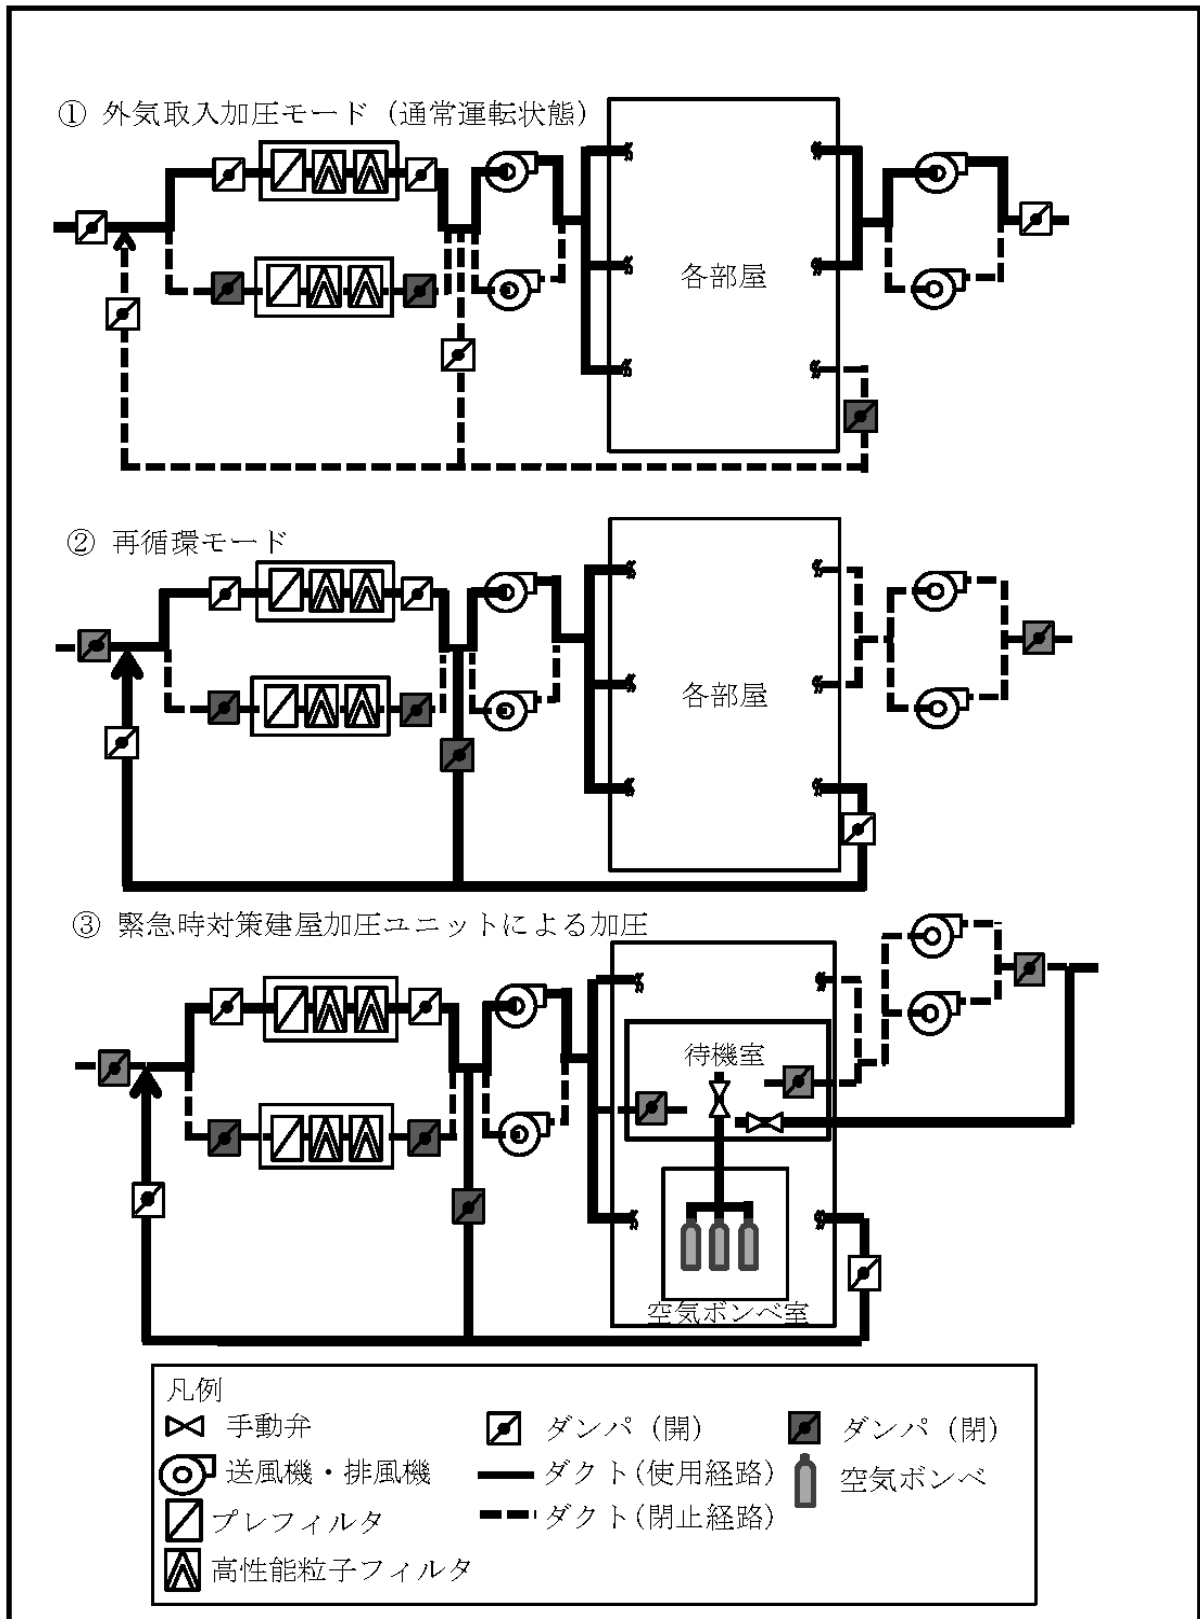 ① 外気取入加圧モード（通常運転状態）
各部屋
② 再循環モード
各部屋
③ 緊急時対策建屋加圧ユニットによる加圧
待機室
空気ボンベ室
凡例
手動弁
ダンパ（開）
ダンパ（閉）
送風機・排風機
ダクト(使用経路)
空気ボンベ
プレフィルタ
ダクト(閉止経路)
高性能粒子フィルタ